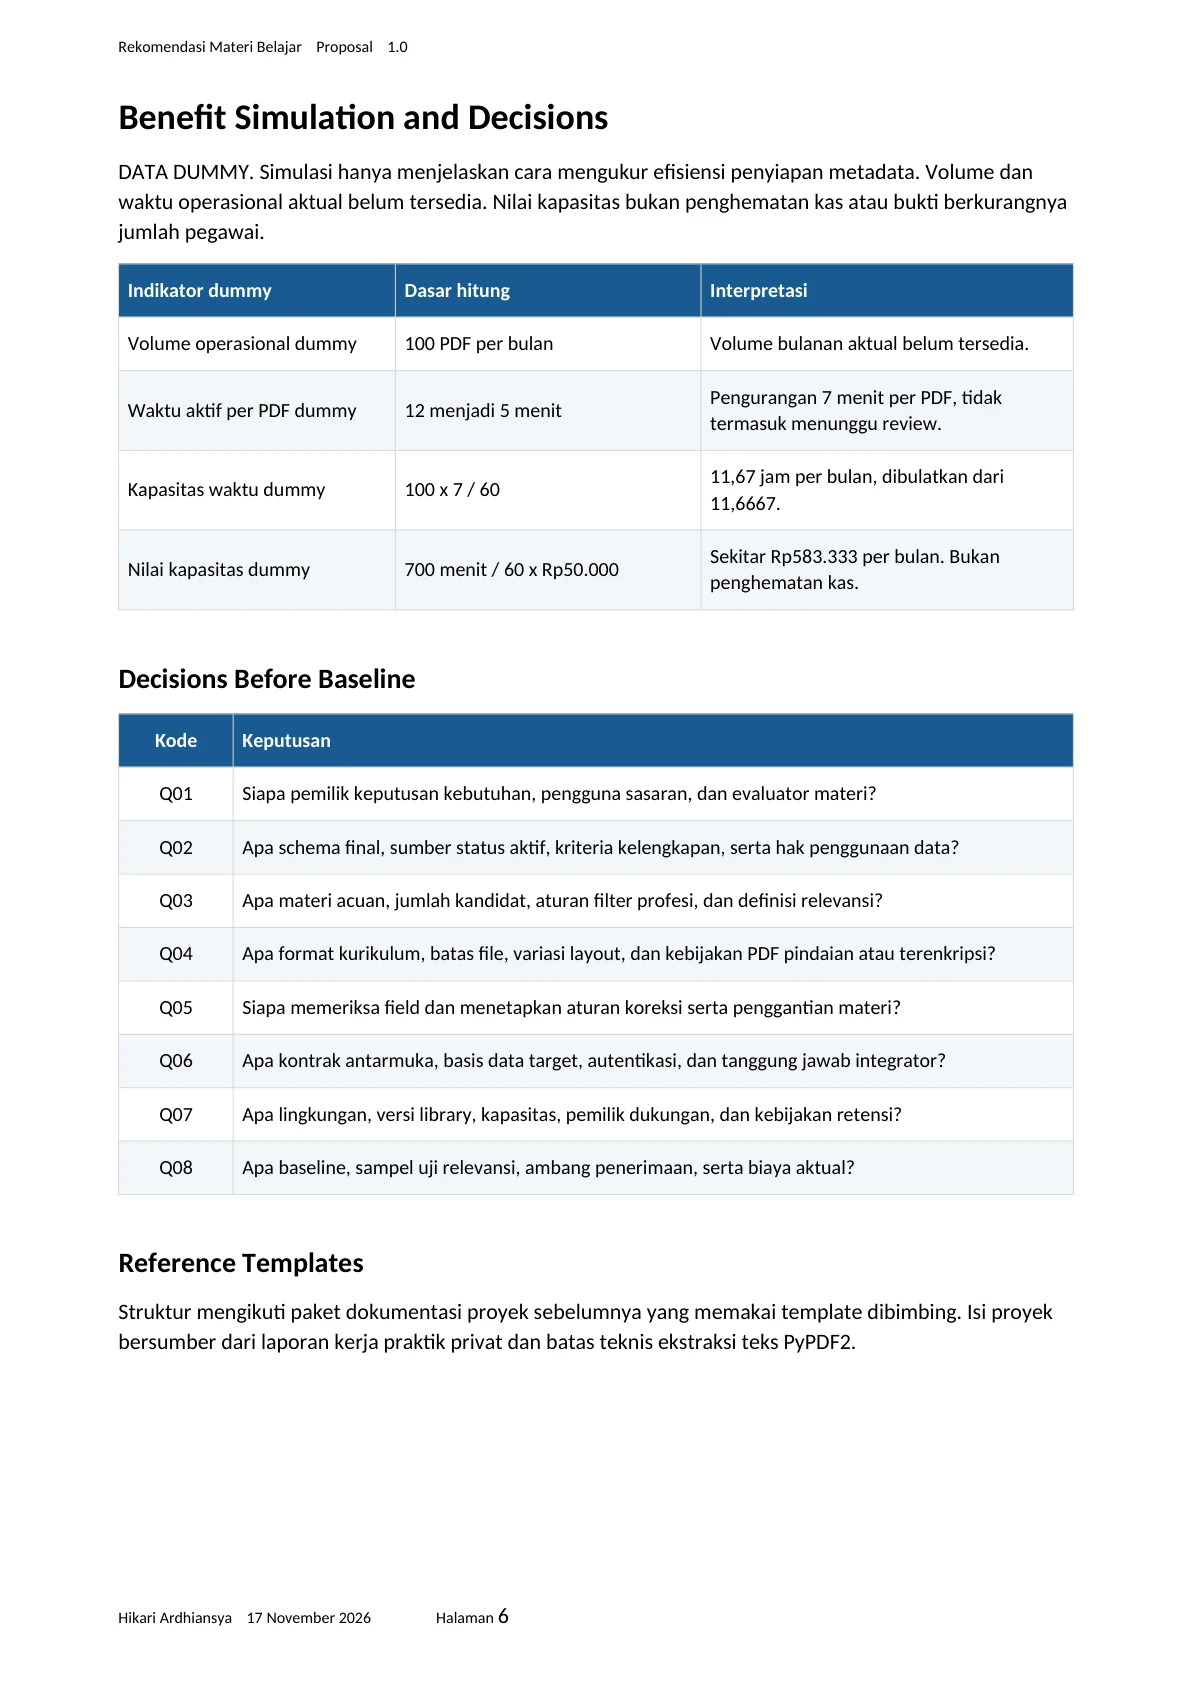 Rekomendasi Materi Belajar Proposal 1.0
Benefit Simulation and Decisions
DATA DUMMY. Simulasi hanya menjelaskan cara mengukur efisiensi penyiapan metadata. Volume dan
waktu operasional aktual belum tersedia. Nilai kapasitas bukan penghematan kas atau bukti berkurangnya
jumlah pegawai.
Indikator dummy Dasar hitung Interpretasi
Volume operasional dummy 100 PDF per bulan Volume bulanan aktual belum tersedia.
Waktu aktif per PDF dummy 12 menjadi 5 menit Pengurangan 7 menit per PDF, tidak
termasuk menunggu review.
Kapasitas waktu dummy 100 x 7 / 60 11,67 jam per bulan, dibulatkan dari
11,6667.
Nilai kapasitas dummy 700 menit / 60 x Rp50.000 Sekitar Rp583.333 per bulan. Bukan
penghematan kas.
Decisions Before Baseline
Kode Keputusan
Q01 Siapa pemilik keputusan kebutuhan, pengguna sasaran, dan evaluator materi?
Q02 Apa schema final, sumber status aktif, kriteria kelengkapan, serta hak penggunaan data?
Q03 Apa materi acuan, jumlah kandidat, aturan filter profesi, dan definisi relevansi?
Q04 Apa format kurikulum, batas file, variasi layout, dan kebijakan PDF pindaian atau terenkripsi?
Q05 Siapa memeriksa field dan menetapkan aturan koreksi serta penggantian materi?
Q06 Apa kontrak antarmuka, basis data target, autentikasi, dan tanggung jawab integrator?
Q07 Apa lingkungan, versi library, kapasitas, pemilik dukungan, dan kebijakan retensi?
Q08 Apa baseline, sampel uji relevansi, ambang penerimaan, serta biaya aktual?
Reference Templates
Struktur mengikuti paket dokumentasi proyek sebelumnya yang memakai template dibimbing. Isi proyek
bersumber dari laporan kerja praktik privat dan batas teknis ekstraksi teks PyPDF2.
Hikari Ardhiansya 17 November 2026 Halaman 6